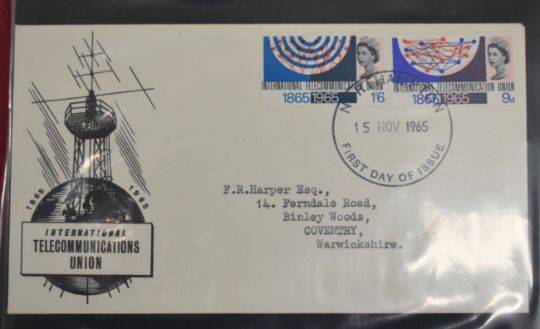 INTERNATIONAL TELECOMMUNICATION UNION
1865 1965 1/6
INTERNATIONAL TELECOMMUNICATION UNION
1865 1965 9d
15 NOV 1965
FIRST DAY OF ISSUE
1865 1965
INTERNATIONAL
TELECOMMUNICATIONS
UNION
F.R.Harper Esq.,
14. Ferndale Road,
Binley Woods,
COVENTRY,
Warwickshire.